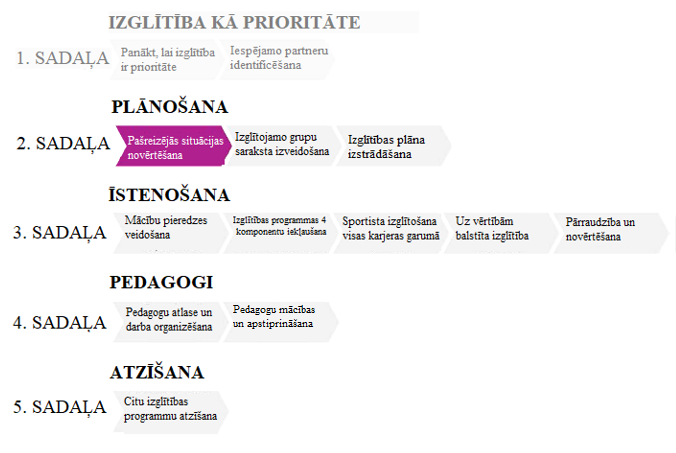 IZGLĪTĪBA KĀ PRIORITĀTE
1. SADAĻA
Panākt, lai izglītība
ir prioritāte
Iespējamo partneru
identificēšana
PLĀNOŠANA
2. SADAĻA
Pašreizējās situācijas
novērtēšana
Izglītojamo grupu
saraksta izveidošana
Izglītības plāna
izstrādāšana
ĪSTENOŠANA
3. SADAĻA
Mācību pieredzes
veidošana
Izglītības programmas 4
komponentu iekļaušana
Sportista izglītošana
visas karjeras garumā
Uz vērtībām
balstīta izglītība
Pārraudzība un
novērtēšana
PEDAGOGI
4. SADAĻA
Pedagogu atlase un
darba organizēšana
Pedagogu mācības
un apstiprināšana
ATZĪŠANA
5. SADAĻA
Citu izglītības
programmu atzīšana